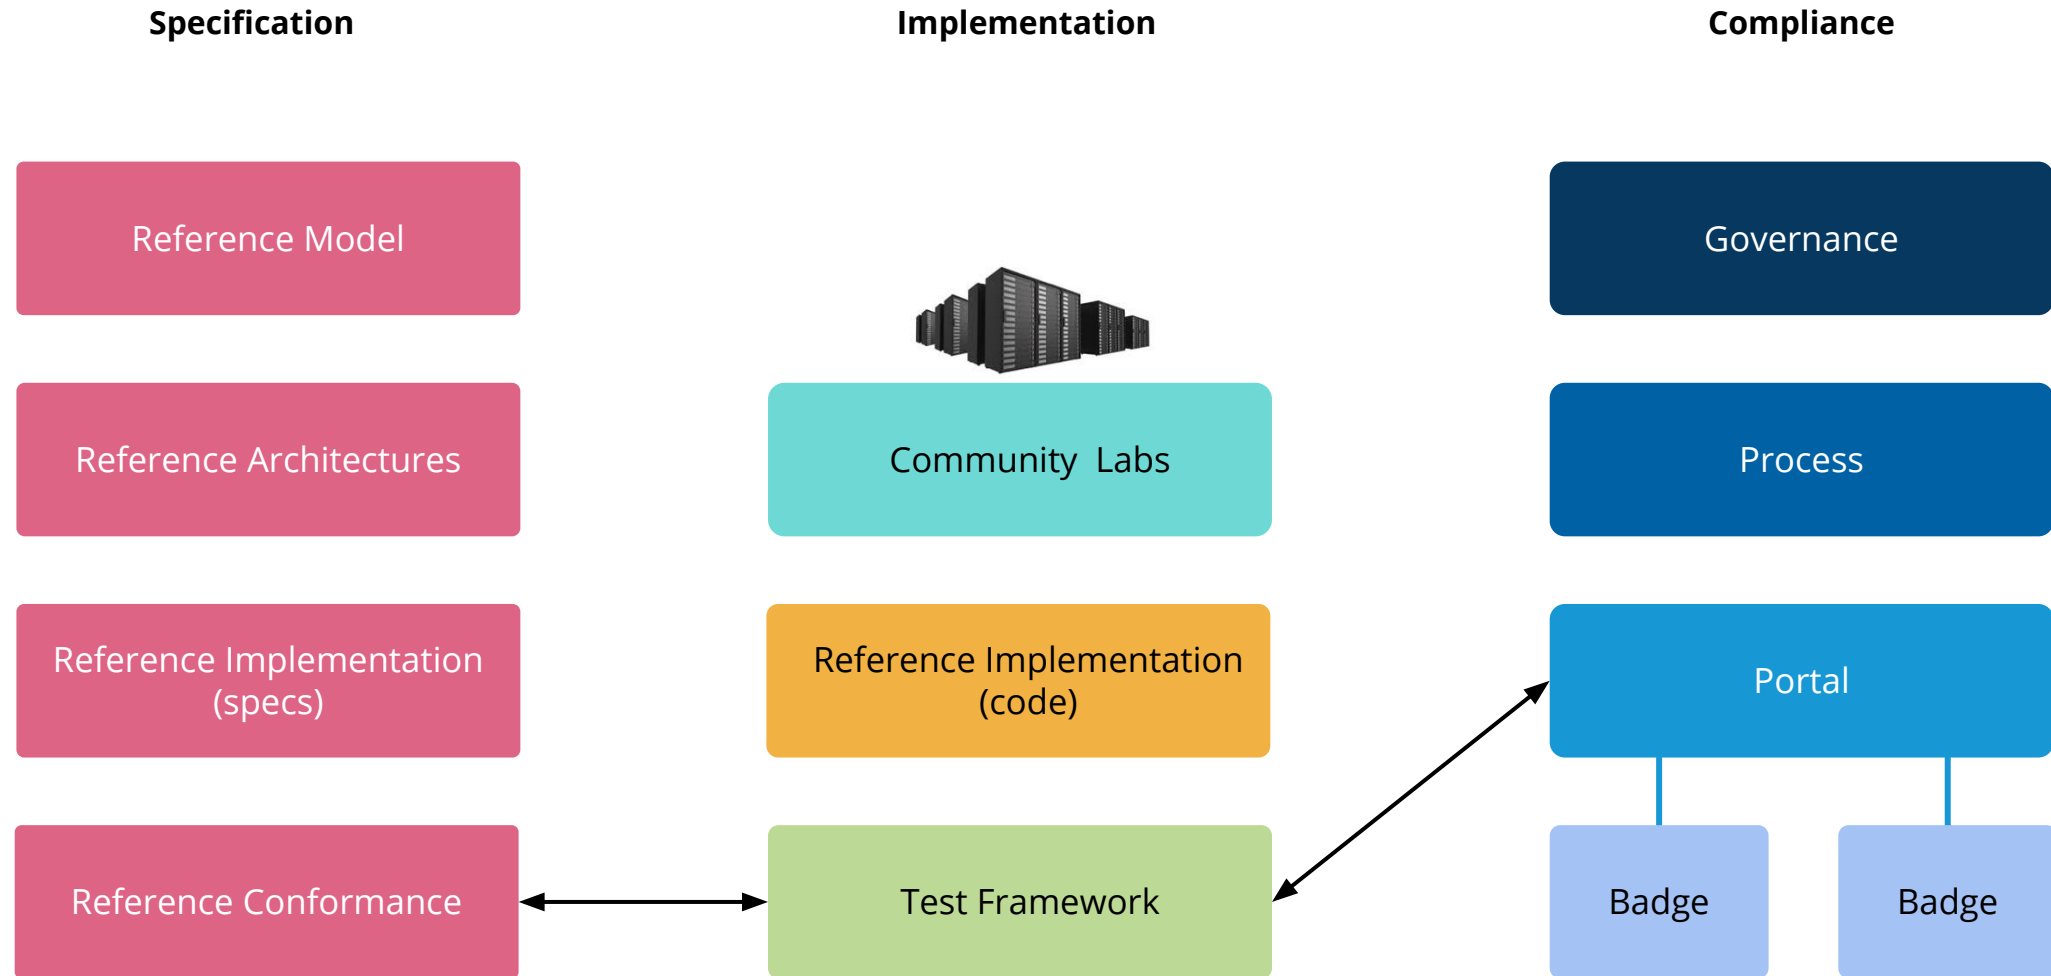 Specification
Implementation
Compliance
Reference Model
Governance
Reference Architectures
Community  Labs
Process
Reference Implementation
(specs)
Reference Implementation
(code)
Portal
Reference Conformance
Test Framework
Badge
Badge